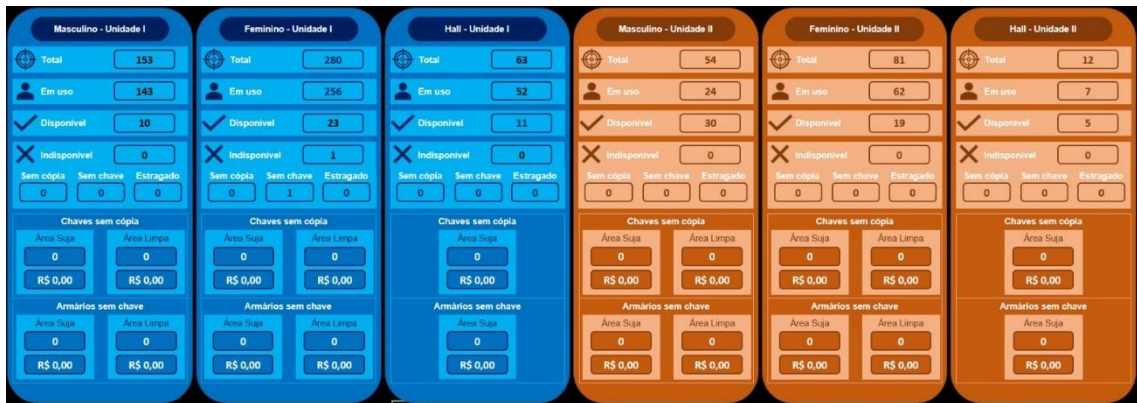 Masculino - Unidade I
Total 153
Em uso 143
Disponível 10
Indisponível 0
Sem cópia Sem chave Estragado
0 0 0
Chaves sem cópia
Área Suja Área Limpa
0 0
R$ 0,00 R$ 0,00
Armários sem chave
Área Suja Área Limpa
0 0
R$ 0,00 R$ 0,00
Feminino - Unidade I
Total 280
Em uso 256
Disponível 23
Indisponível 1
Sem cópia Sem chave Estragado
0 1 0
Chaves sem cópia
Área Suja Área Limpa
0 0
R$ 0,00 R$ 0,00
Armários sem chave
Área Suja Área Limpa
0 0
R$ 0,00 R$ 0,00
Hall - Unidade I
Total 63
Em uso 52
Disponível 11
Indisponível 0
Sem cópia Sem chave Estragado
0 0 0
Chaves sem cópia
Área Suja
0
R$ 0,00
Armários sem chave
Área Suja
0
R$ 0,00
Masculino - Unidade II
Total 54
Em uso 24
Disponível 30
Indisponível 0
Sem cópia Sem chave Estragado
0 0 0
Chaves sem cópia
Área Suja Área Limpa
0 0
R$ 0,00 R$ 0,00
Armários sem chave
Área Suja Área Limpa
0 0
R$ 0,00 R$ 0,00
Feminino - Unidade II
Total 81
Em uso 62
Disponível 19
Indisponível 0
Sem cópia Sem chave Estragado
0 0 0
Chaves sem cópia
Área Suja Área Limpa
0 0
R$ 0,00 R$ 0,00
Armários sem chave
Área Suja Área Limpa
0 0
R$ 0,00 R$ 0,00
Hall - Unidade II
Total 12
Em uso 7
Disponível 5
Indisponível 0
Sem cópia Sem chave Estragado
0 0 0
Chaves sem cópia
Área Suja
0
R$ 0,00
Armários sem chave
Área Suja
0
R$ 0,00